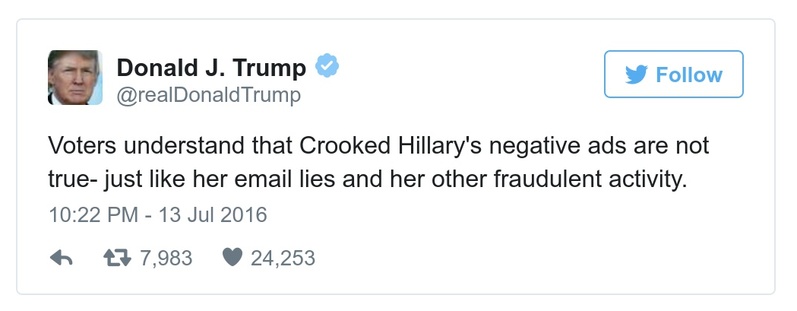 Donald J. Trump
@realDonaldTrump
Follow
Voters understand that Crooked Hillary's negative ads are not
true- just like her email lies and her other fraudulent activity.
10:22 PM - 13 Jul 2016
7,983 24,253